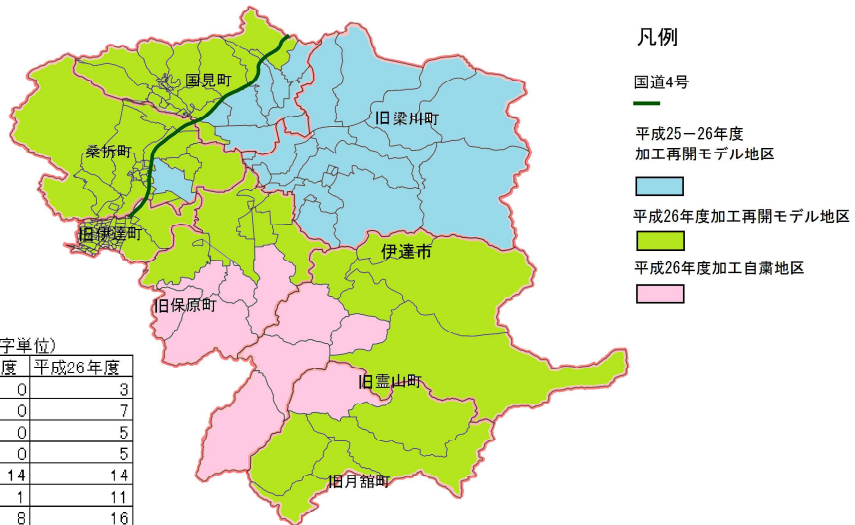 凡例
国道4号
平成25－26年度
加工再開モデル地区
平成26年度加工再開モデル地区
平成26年度加工自粛地区
国見町
旧梁川町
桑折町
旧伊達町
伊達市
旧保原町
旧霊山町
旧月舘町
字単位)
度 平成26年度
0 3
0 7
0 5
0 5
14 14
1 11
8 16